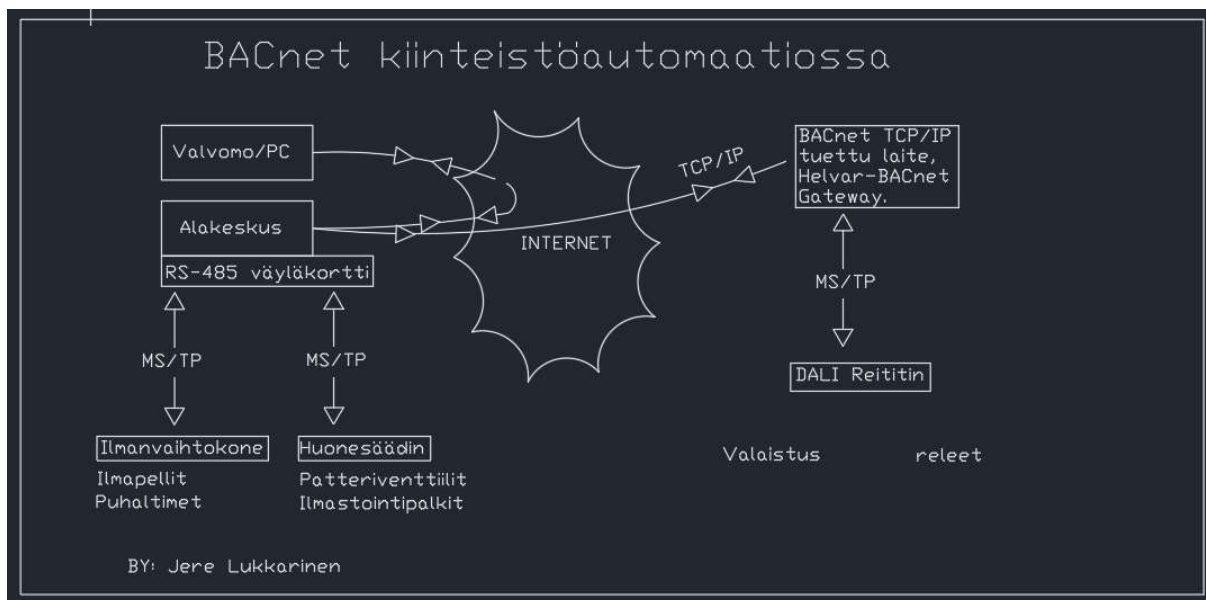 BACnet kiinteistöautomaatiossa
Valvomo/PC
Alakeskus
RS-485 väyläkortti
MS/TP
MS/TP
Ilmanvaihtokone
Ilmapellit
Puhaltimet
Huonesäädin
Patteriventtiilit
Ilmastointipalkit
INTERNET
TCP/IP
BACnet TCP/IP
tuettu laite,
Helvar-BACnet
Gateway.
MS/TP
DALI Reititin
Valaistus releet
BY: Jere Lukkarinen